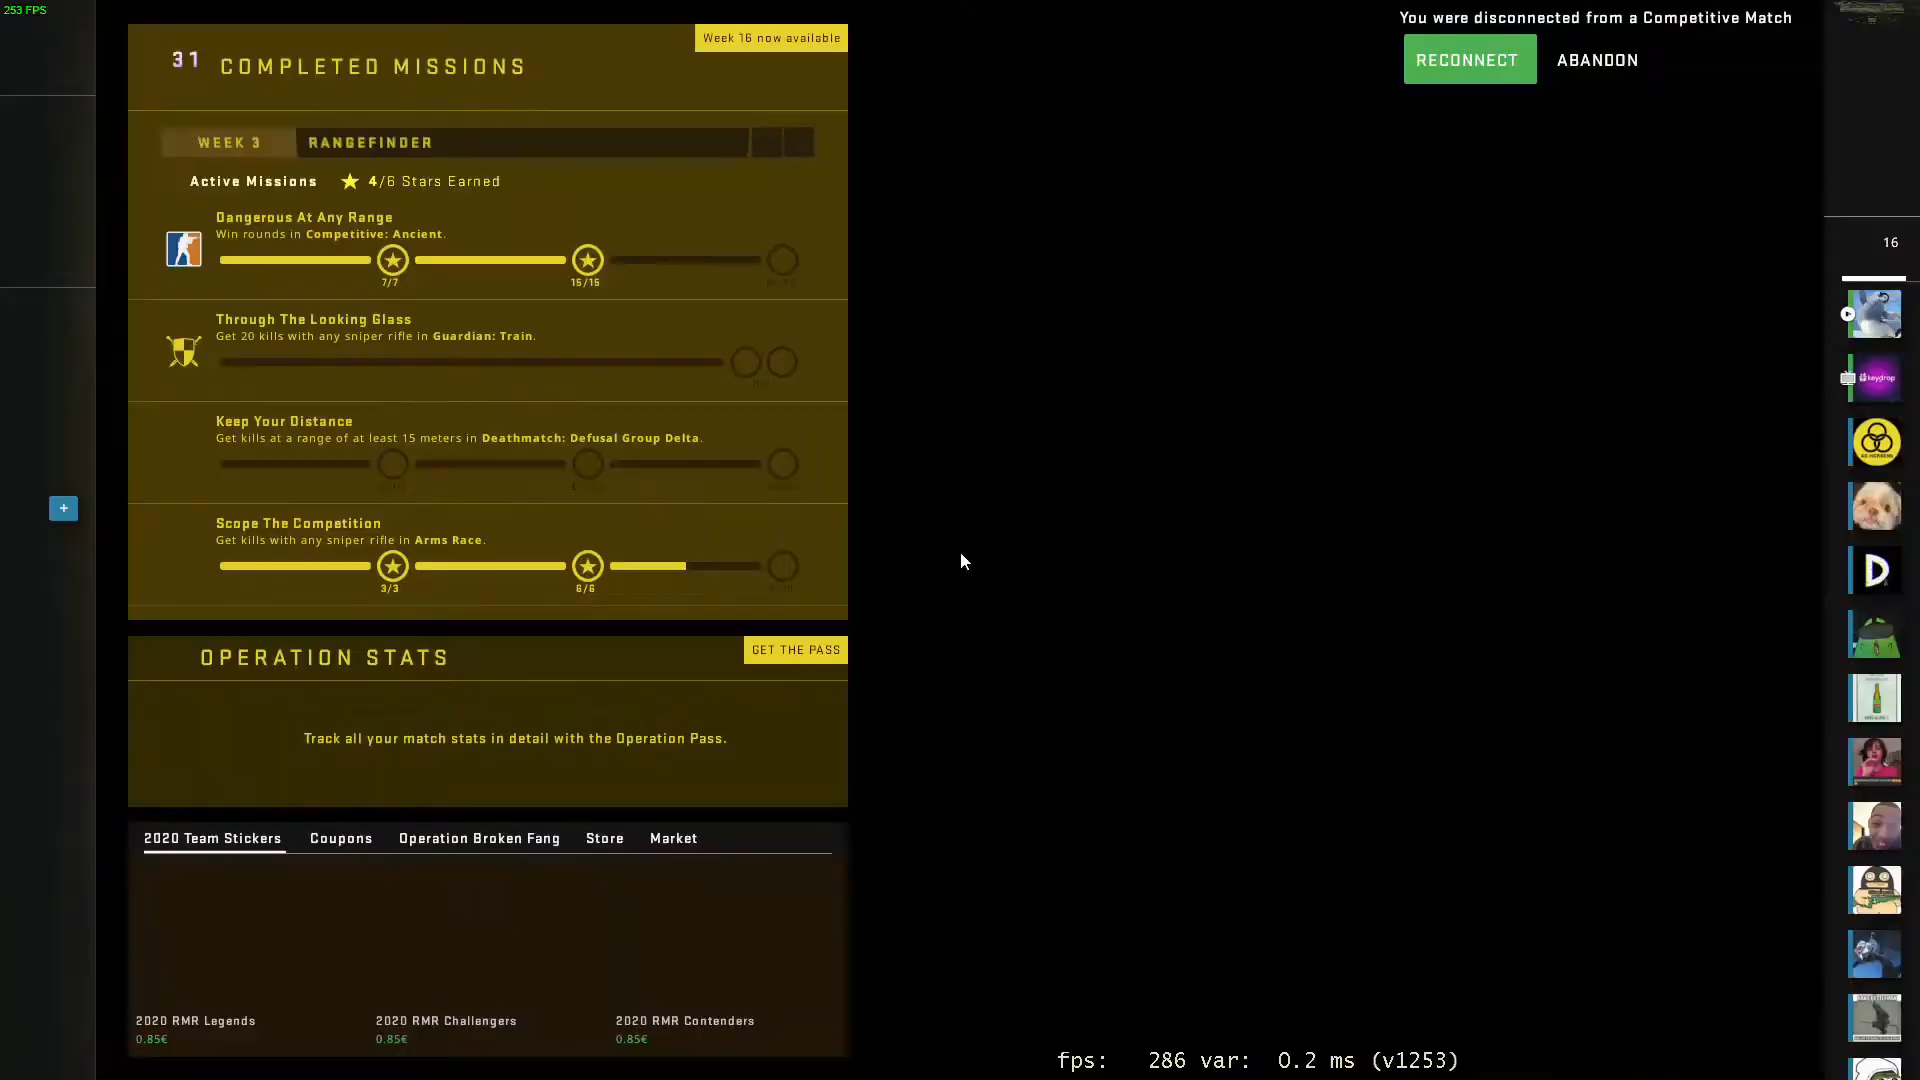 253 FPS
You were disconnected from a Competitive Match
RECONNECT
ABANDON
Week 16 now available
31
COMPLETED MISSIONS
WEEK 3
RANGEFINDER
Active Missions
4/6 Stars Earned
Dangerous At Any Range
Win rounds in Competitive: Ancient.
7/7
15/15
Through The Looking Glass
Get 20 kills with any sniper rifle in Guardian: Train.
Keep Your Distance
Get kills at a range of at least 15 meters in Deathmatch: Defusal Group Delta.
Scope The Competition
Get kills with any sniper rifle in Arms Race.
3/3
6/6
OPERATION STATS
GET THE PASS
Track all your match stats in detail with the Operation Pass.
2020 Team Stickers
Coupons
Operation Broken Fang
Store
Market
2020 RMR Legends
0,85€
2020 RMR Challengers
0,85€
2020 RMR Contenders
0,85€
16
keydrop
D
+
fps: 286 var: 0.2 ms (v1253)